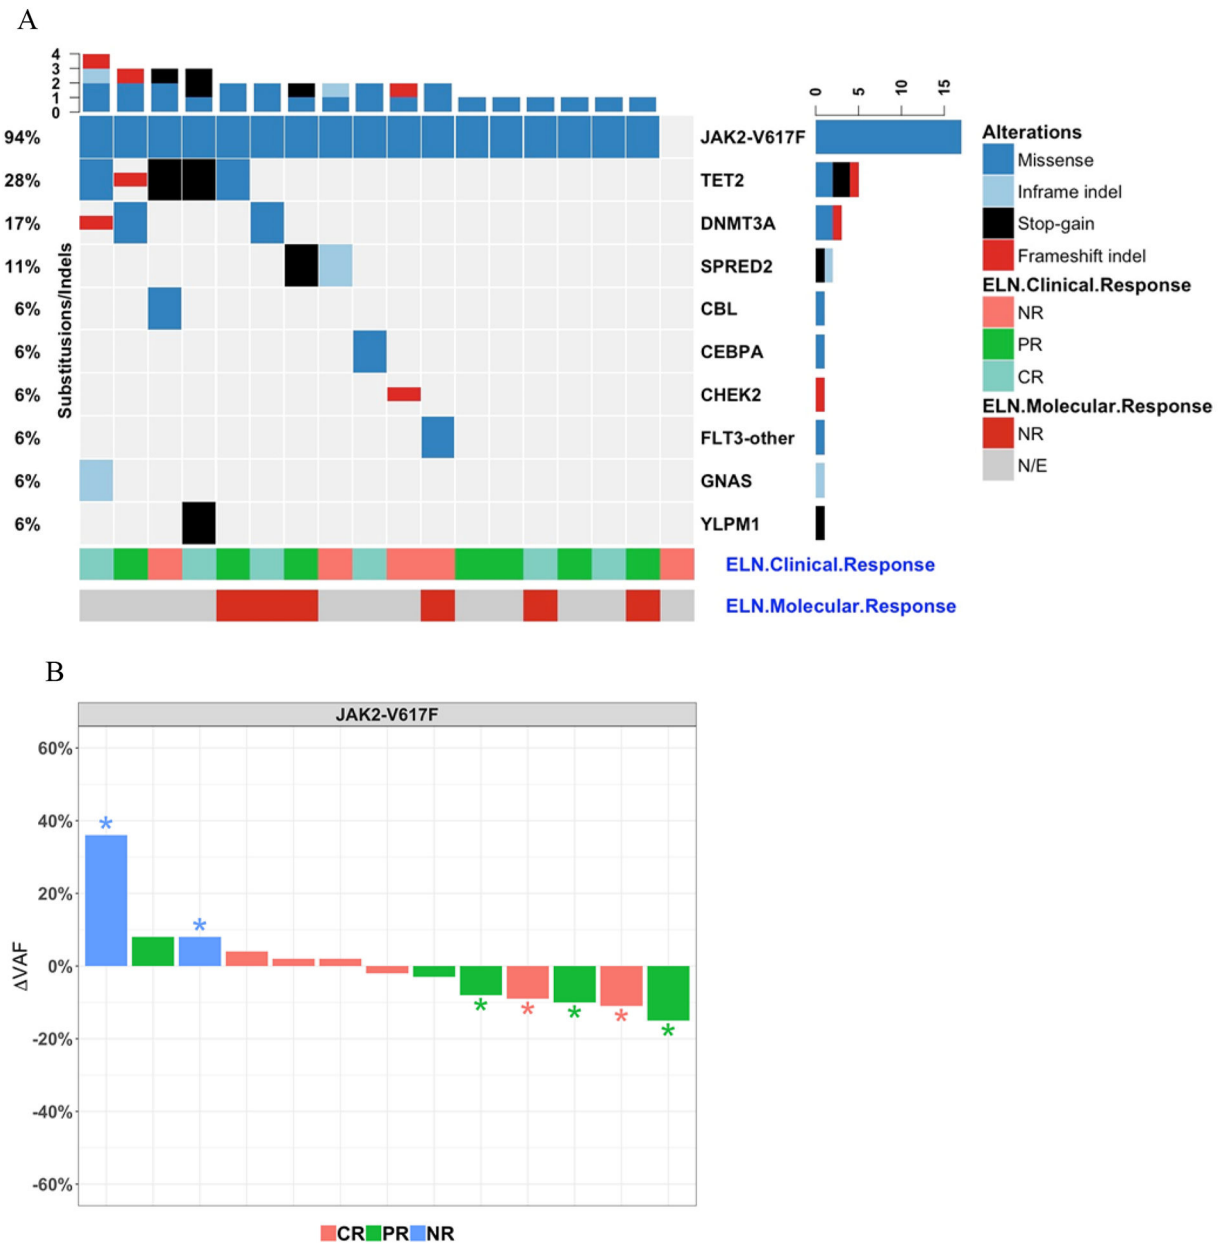 A
4
3
2
1
0
0
5
10
15
94%
JAK2-V617F
28%
TET2
17%
DNMT3A
11%
SPRED2
6%
CBL
6%
CEBPA
6%
CHEK2
6%
FLT3-other
6%
GNAS
6%
YLPM1
Substitusions/Indels
ELN.Clinical.Response
ELN.Molecular.Response
Alterations
Missense
Inframe indel
Stop-gain
Frameshift indel
ELN.Clinical.Response
NR
PR
CR
ELN.Molecular.Response
NR
N/E
B
JAK2-V617F
60%
40%
20%
0%
-20%
-40%
-60%
ΔVAF
* * * * * * *
CR PR NR